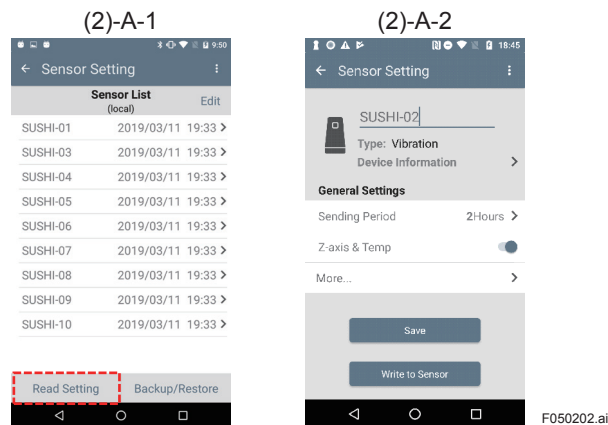 (2)-A-1
9:50
Sensor Setting
Sensor List
(local)
Edit
SUSHI-01 2019/03/11 19:33
SUSHI-03 2019/03/11 19:33
SUSHI-04 2019/03/11 19:33
SUSHI-05 2019/03/11 19:33
SUSHI-06 2019/03/11 19:33
SUSHI-07 2019/03/11 19:33
SUSHI-08 2019/03/11 19:33
SUSHI-09 2019/03/11 19:33
SUSHI-10 2019/03/11 19:33
Read Setting Backup/Restore
(2)-A-2
18:45
Sensor Setting
SUSHI-02
Type: Vibration
Device Information
General Settings
Sending Period 2Hours
Z-axis & Temp
More...
Save
Write to Sensor
F050202.ai